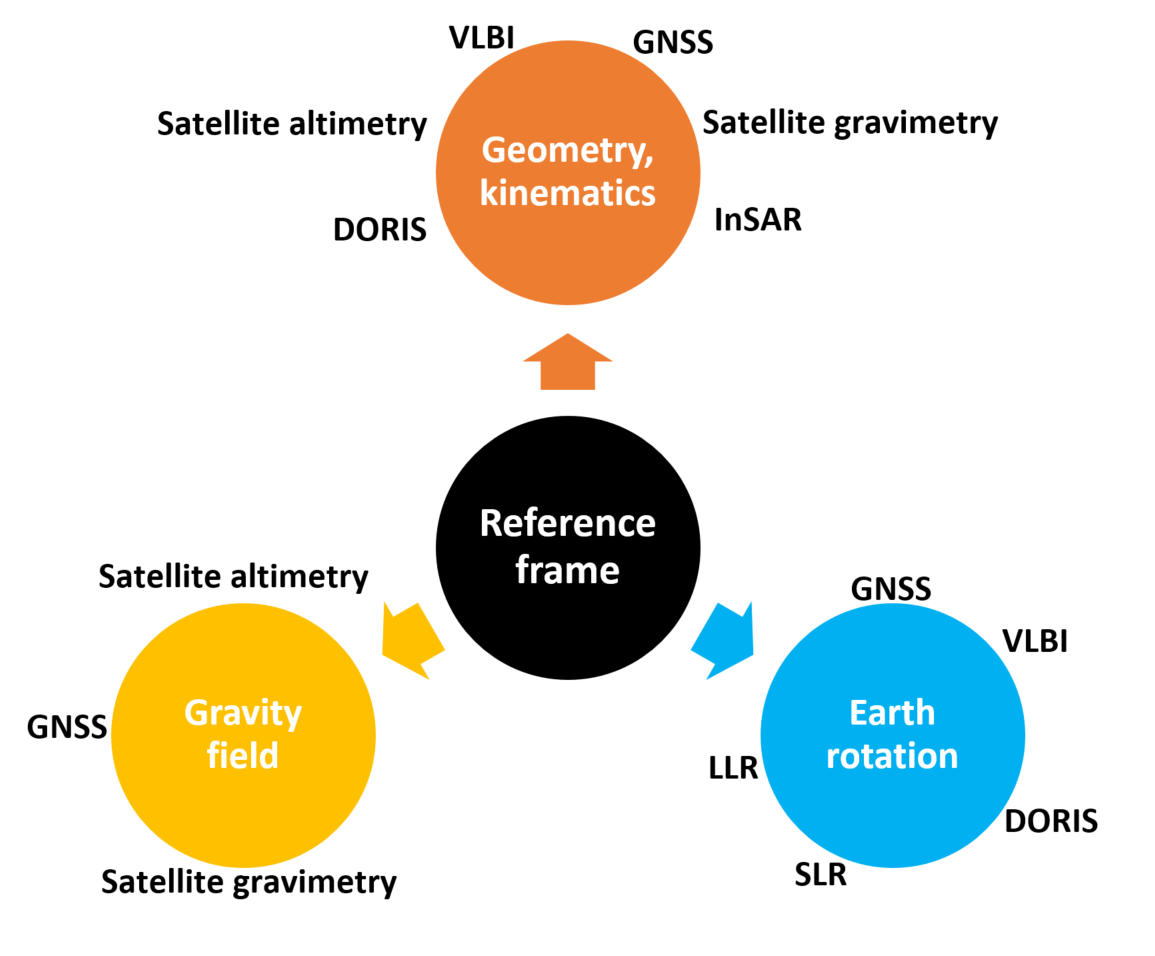 VLBI
GNSS
Satellite altimetry
Satellite gravimetry
Geometry,
kinematics
DORIS
InSAR
Reference
frame
Satellite altimetry
GNSS
Gravity
field
Satellite gravimetry
GNSS
VLBI
Earth
rotation
LLR
DORIS
SLR